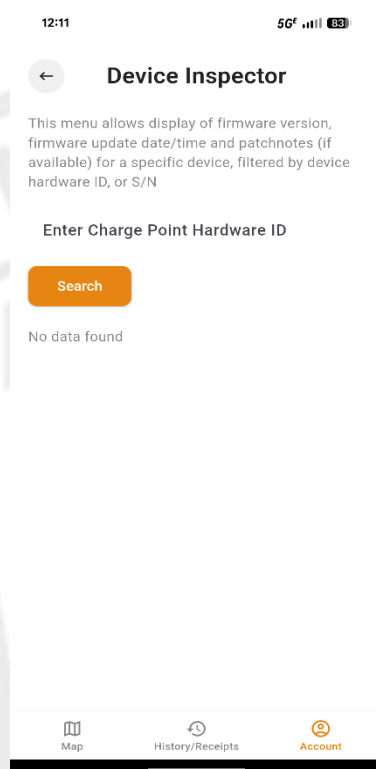 12:11
5Gᴱ 83
Device Inspector
This menu allows display of firmware version,
firmware update date/time and patchnotes (if
available) for a specific device, filtered by device
hardware ID, or S/N
Enter Charge Point Hardware ID
Search
No data found
Map
History/Receipts
Account